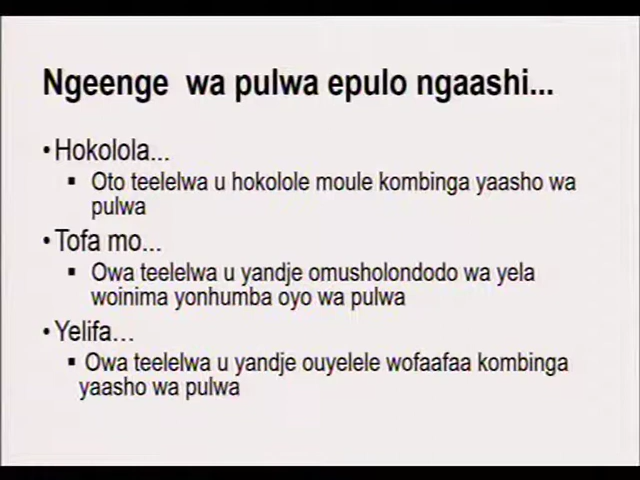 Ngeenge wa pulwa epulo ngaashi...
•Hokolola...
▪ Oto teelelwa u hokolole moule kombinga yaasho wa
pulwa
•Tofa mo...
▪ Owa teelelwa u yandje omusholondodo wa yela
woinima yonhumba oyo wa pulwa
•Yelifa...
▪ Owa teelelwa u yandje ouyelele wofaafaa kombinga
yaasho wa pulwa